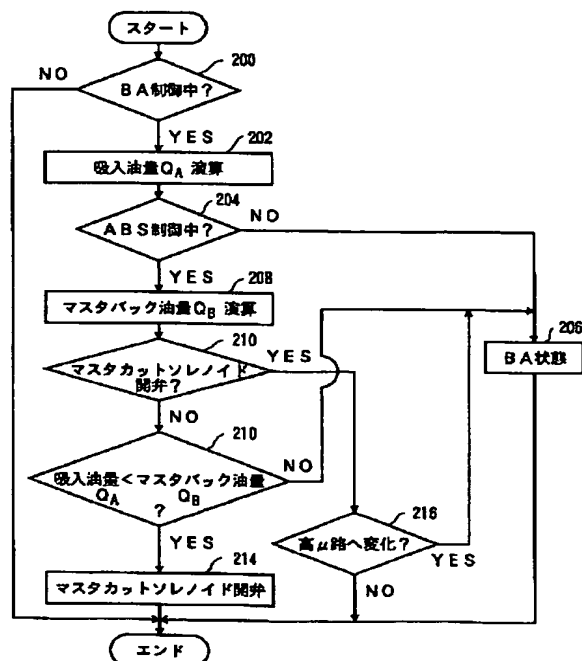 スタート
200
NO
BA制御中？
YES
202
吸入油量QA 演算
204
ABS制御中？
NO
YES
208
マスタバック油量QB 演算
210
YES
206
BA状態
マスタカットソレノイド
開弁？
NO
210
吸入油量＜マスタバック油量
QA QB
？
NO
216
高μ路へ変化？
YES
YES
NO
214
マスタカットソレノイド開弁
エンド